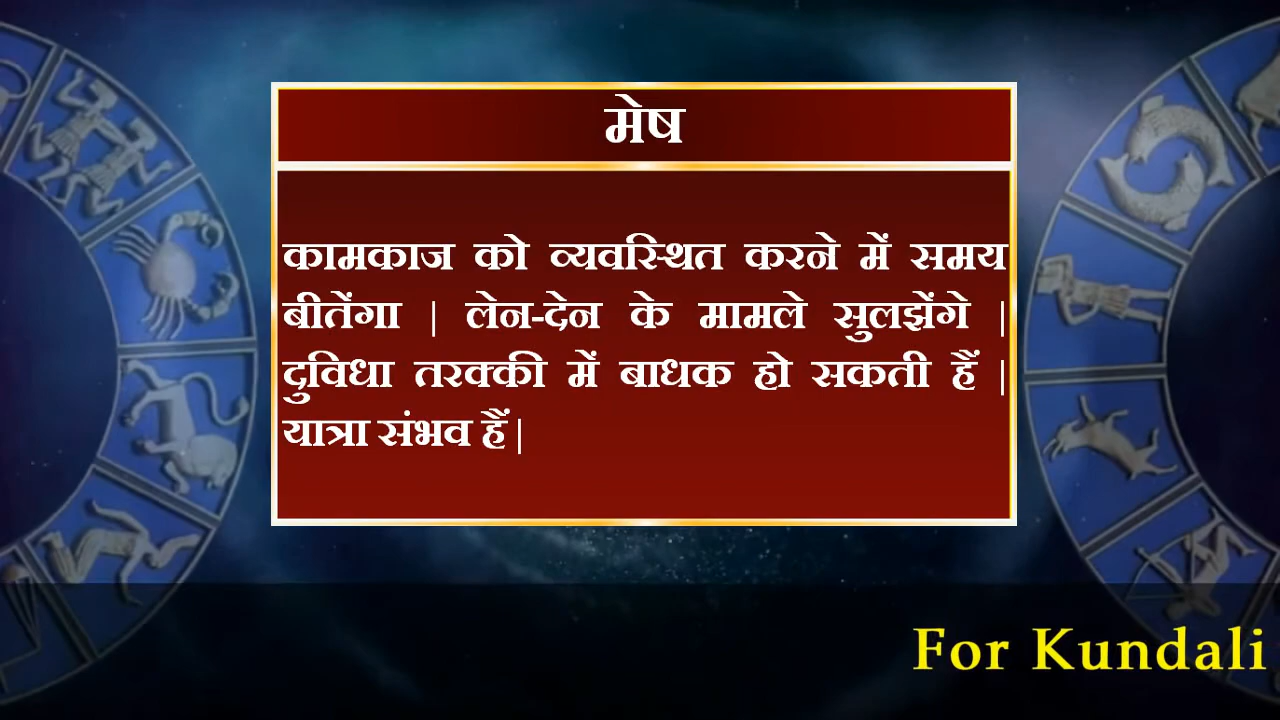 मेष
कामकाज को व्यवस्थित करने में समय
बीतेंगा | लेन-देन के मामले सुलझेंगे |
दुविधा तरक्की में बाधक हो सकती हैं |
यात्रा संभव हैं|
For Kundali